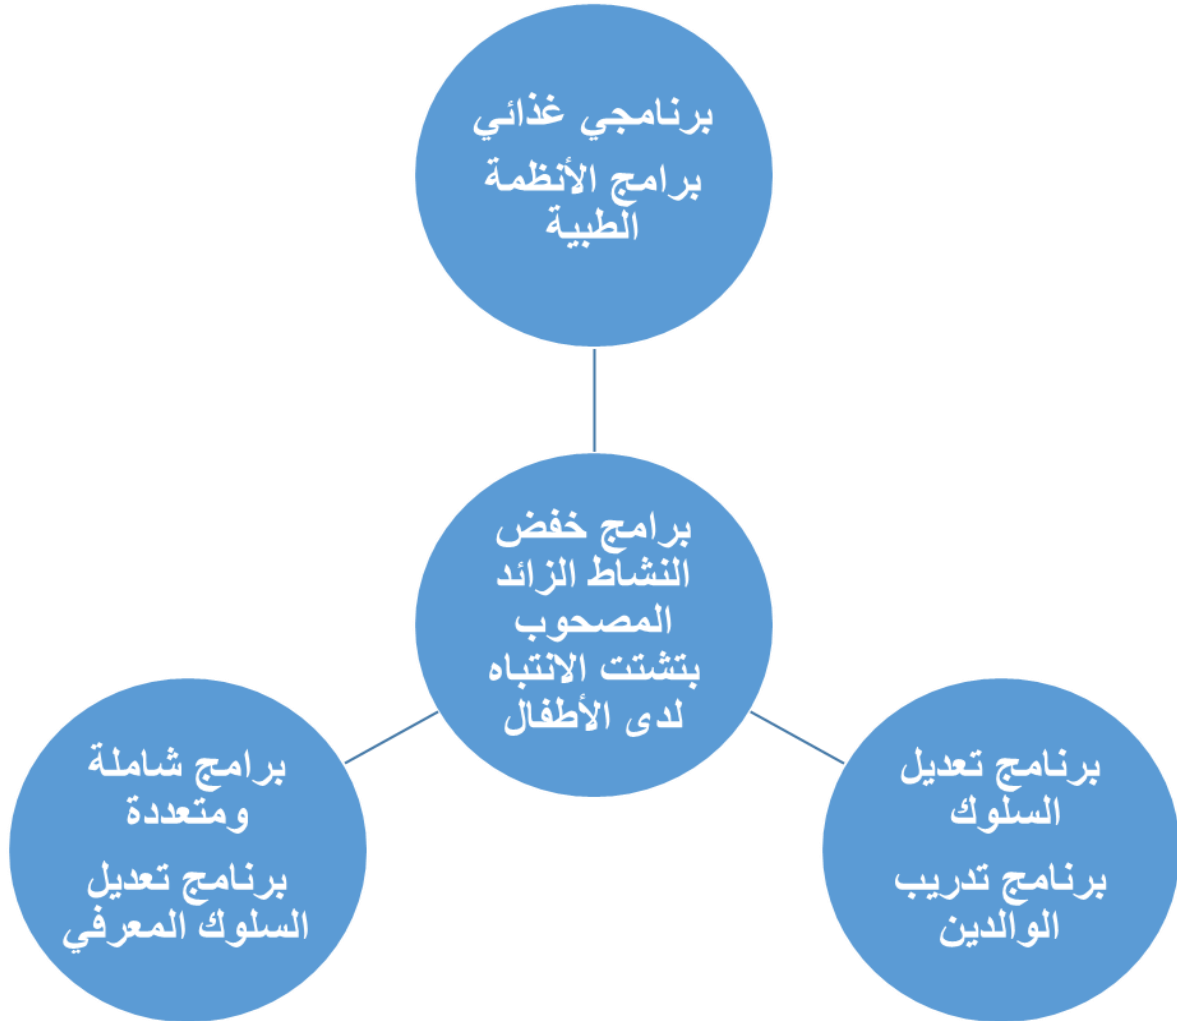 برنامجي غذائي
برامج الأنظمة
الطبية
برامج خفض
النشاط الزائد
المصحوب
بتشتت الانتباه
لدى الأطفال
برنامج تعديل
السلوك
برنامج تدريب
الوالدين
برامج شاملة
ومتعددة
برنامج تعديل
السلوك المعرفي